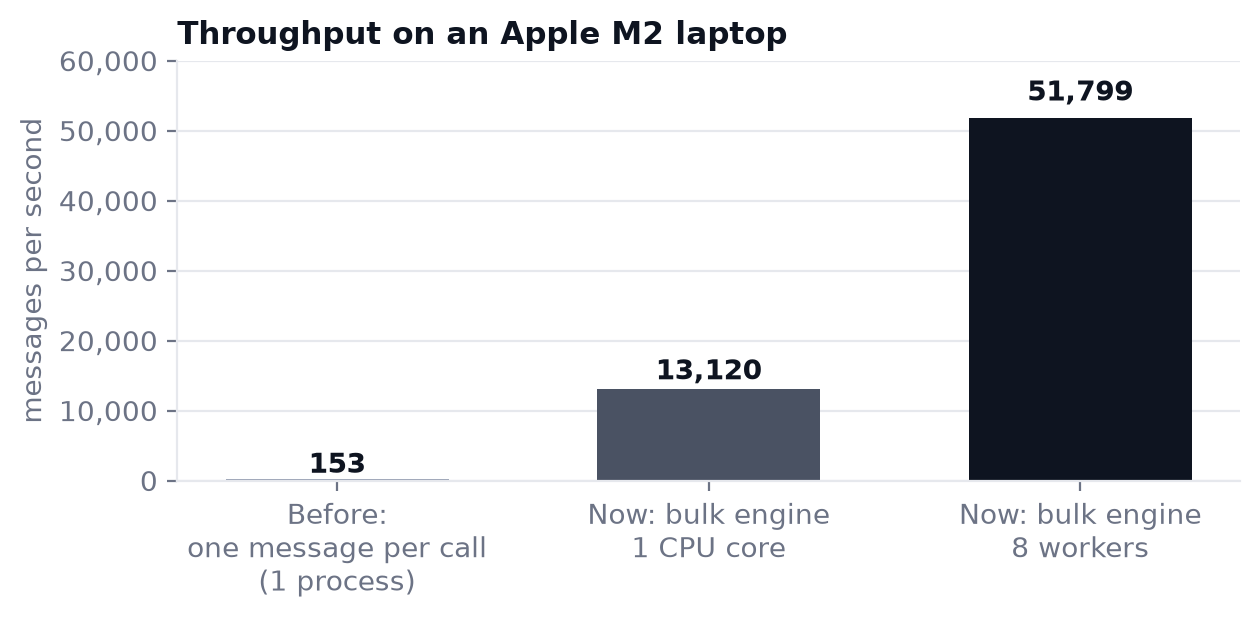 Throughput on an Apple M2 laptop
messages per second
60,000
50,000
40,000
30,000
20,000
10,000
0
153
13,120
51,799
Before:
one message per call
(1 process)
Now: bulk engine
1 CPU core
Now: bulk engine
8 workers